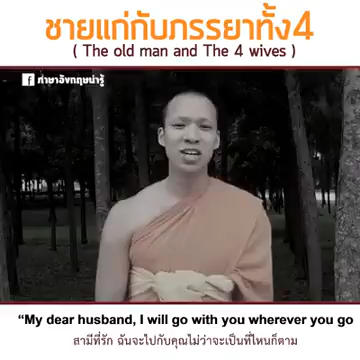 ชายแก่กับภรรยาทั้ง4
( The old man and The 4 wives )
ภาษาอังกฤษน่ารู้
“My dear husband, I will go with you wherever you go
สามีที่รัก ฉันจะไปกับคุณไม่ว่าจะเป็นที่ไหนก็ตาม